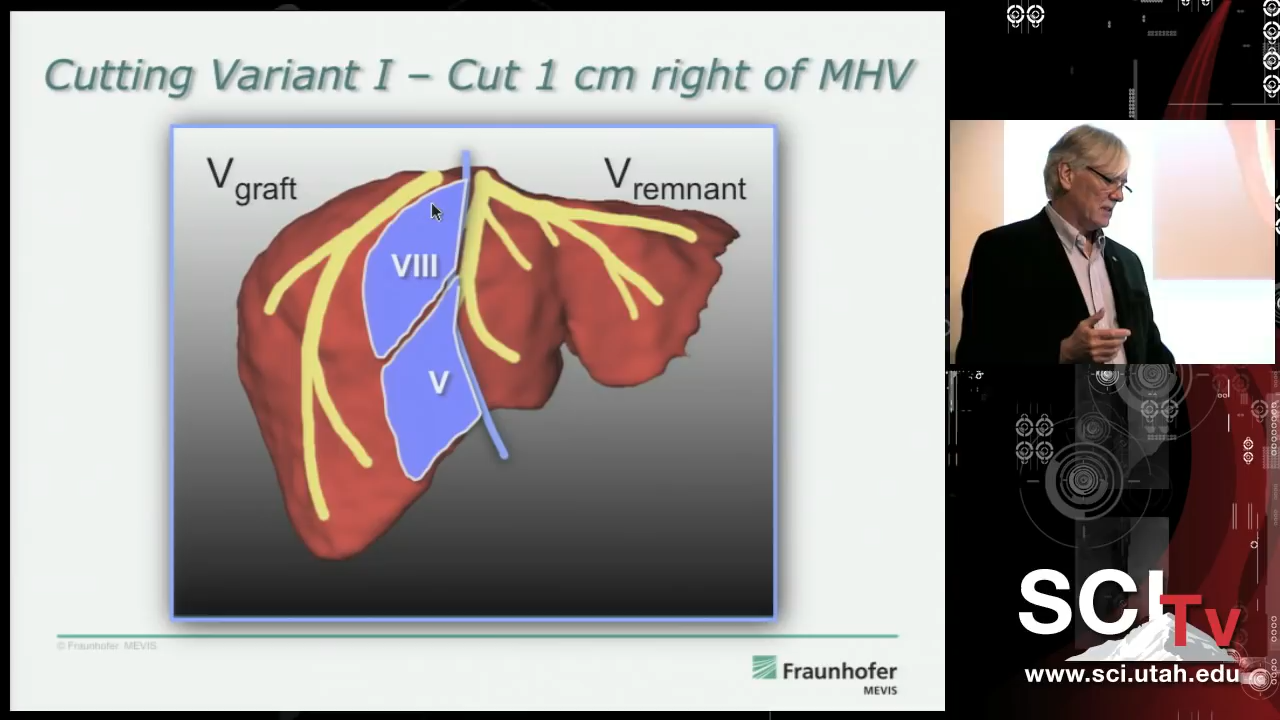 Cutting Variant I – Cut 1 cm right of MHV
Vgraft
Vremnant
VIII
V
© Fraunhofer MEVIS
Fraunhofer
MEVIS
SCI
Tv
www.sci.utah.edu